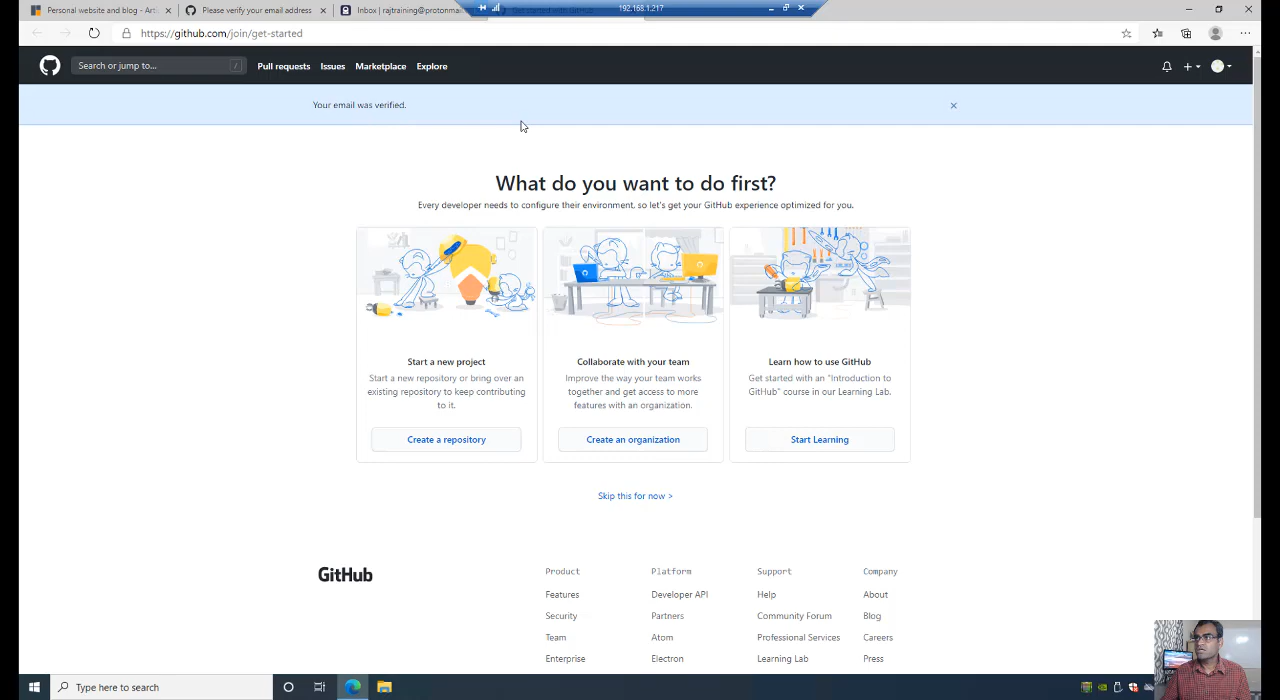 Personal website and blog - Arti
Please verify your email address
Inbox | rajtraining@protonma
192.168.1.217
https://github.com/join/get-started
Search or jump to...
/
Pull requests
Issues
Marketplace
Explore
Your email was verified.
What do you want to do first?
Every developer needs to configure their environment, so let's get your GitHub experience optimized for you.
Start a new project
Start a new repository or bring over an
existing repository to keep contributing
to it.
Create a repository
Collaborate with your team
Improve the way your team works
together and get access to more
features with an organization.
Create an organization
Learn how to use GitHub
Get started with an "Introduction to
GitHub" course in our Learning Lab.
Start Learning
Skip this for now >
GitHub
Product
Features
Security
Team
Enterprise
Platform
Developer API
Partners
Atom
Electron
Support
Help
Community Forum
Professional Services
Learning Lab
Company
About
Blog
Careers
Press
Type here to search